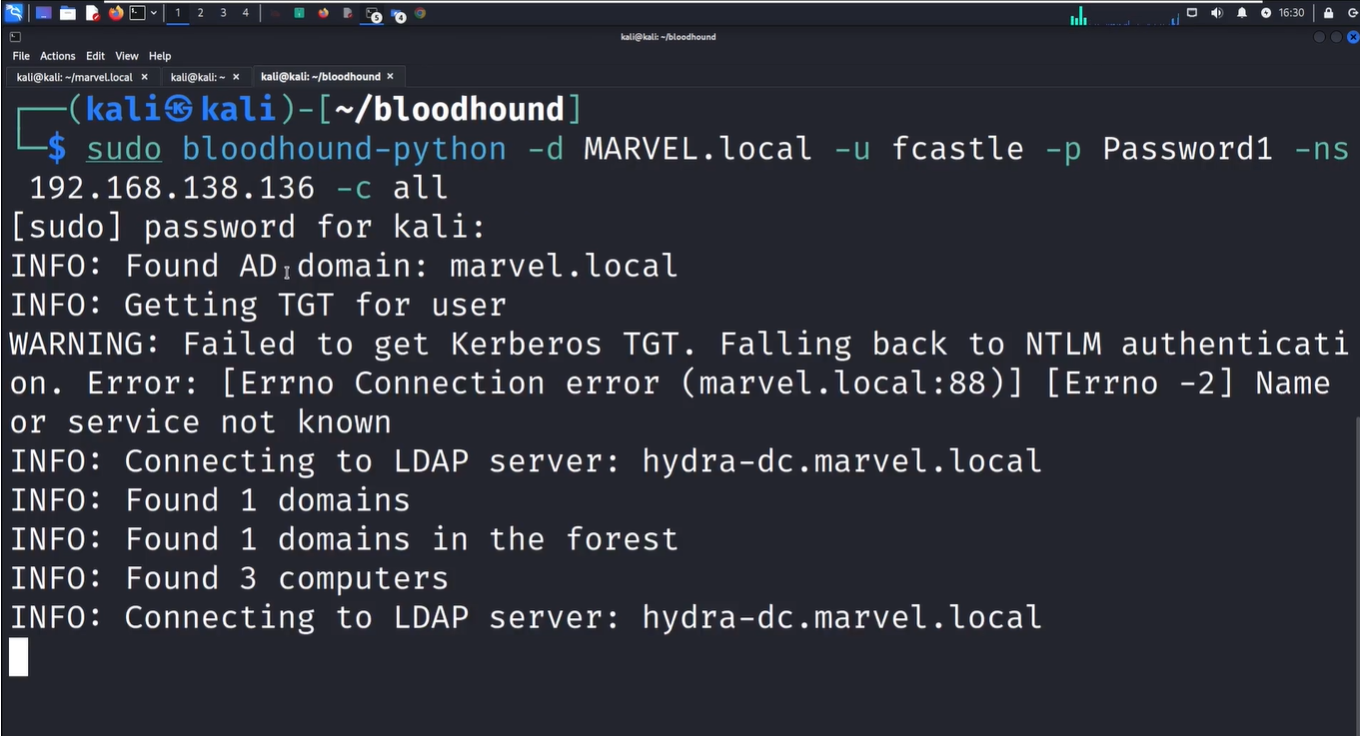 1 2 3 4 5 4 16:30
kali@kali: ~/bloodhound
File Actions Edit View Help
kali@kali: ~/marvel.local × kali@kali: ~ × kali@kali: ~/bloodhound ×
┌──(kali㉿kali)-[~/bloodhound]
└─$ sudo bloodhound-python -d MARVEL.local -u fcastle -p Password1 -ns
192.168.138.136 -c all
[sudo] password for kali:
INFO: Found AD domain: marvel.local
INFO: Getting TGT for user
WARNING: Failed to get Kerberos TGT. Falling back to NTLM authenticati
on. Error: [Errno Connection error (marvel.local:88)] [Errno -2] Name
or service not known
INFO: Connecting to LDAP server: hydra-dc.marvel.local
INFO: Found 1 domains
INFO: Found 1 domains in the forest
INFO: Found 3 computers
INFO: Connecting to LDAP server: hydra-dc.marvel.local